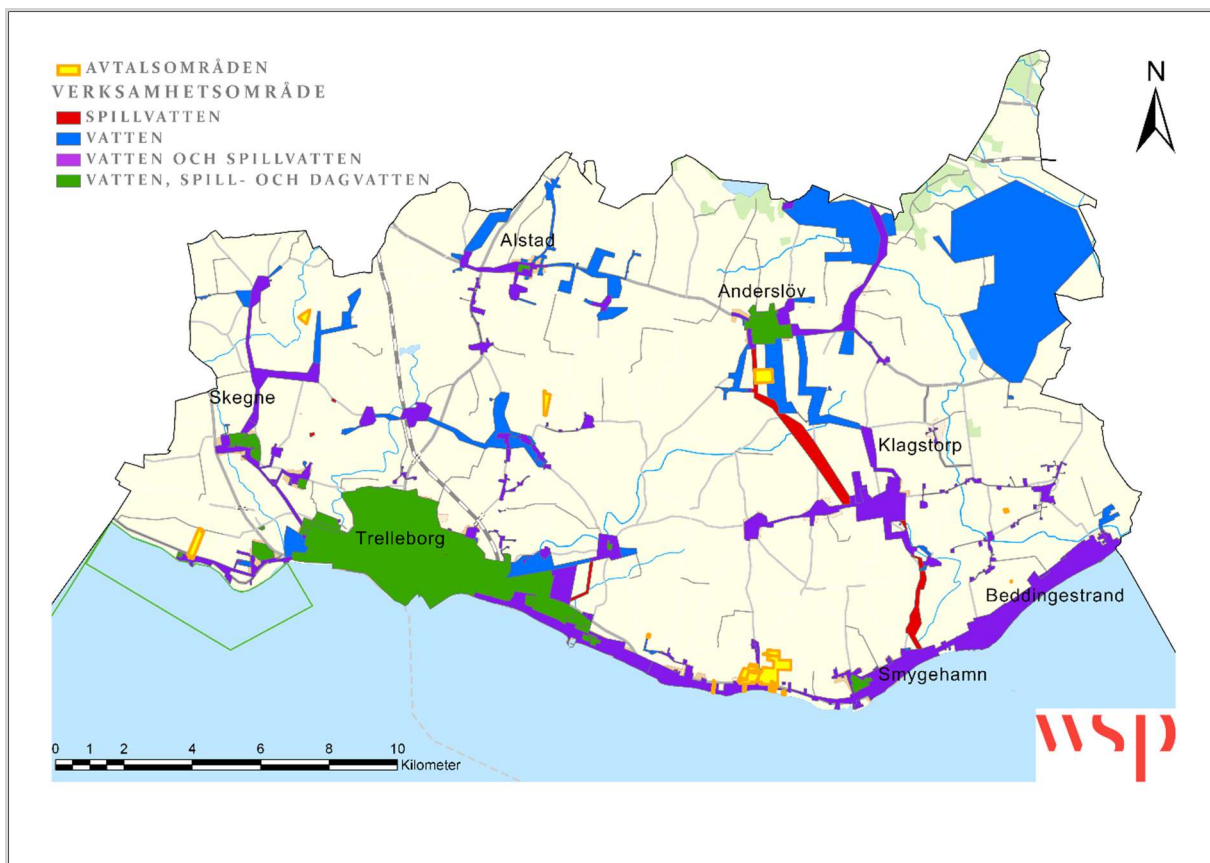 AVTALSOMRÅDEN
VERKSAMHETSOMRÅDE
SPILLVATTEN
VATTEN
VATTEN OCH SPILLVATTEN
VATTEN, SPILL- OCH DAGVATTEN
N
Alstad
Anderslöv
Skegne
Klagstorp
Trelleborg
Beddingestrand
Smygehamn
wsp
0 1 2 4 6 8 10
Kilometer